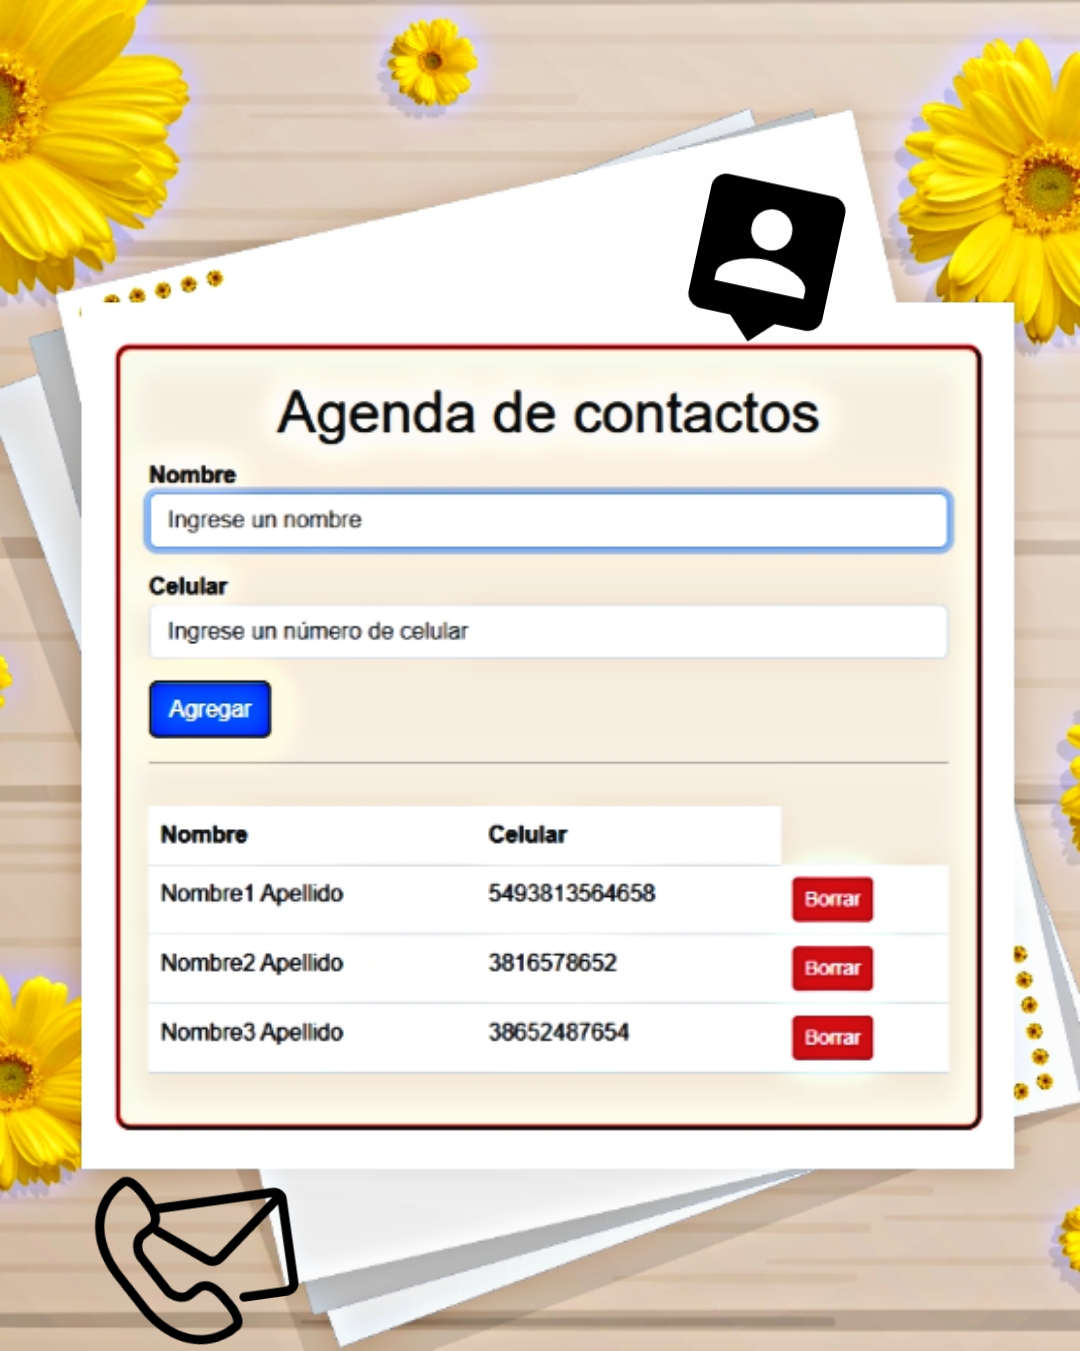 Agenda de contactos
Nombre
Ingrese un nombre
Celular
Ingrese un número de celular
Agregar
Nombre Celular
Nombre1 Apellido 5493813564658 Borrar
Nombre2 Apellido 3816578652 Borrar
Nombre3 Apellido 38652487654 Borrar